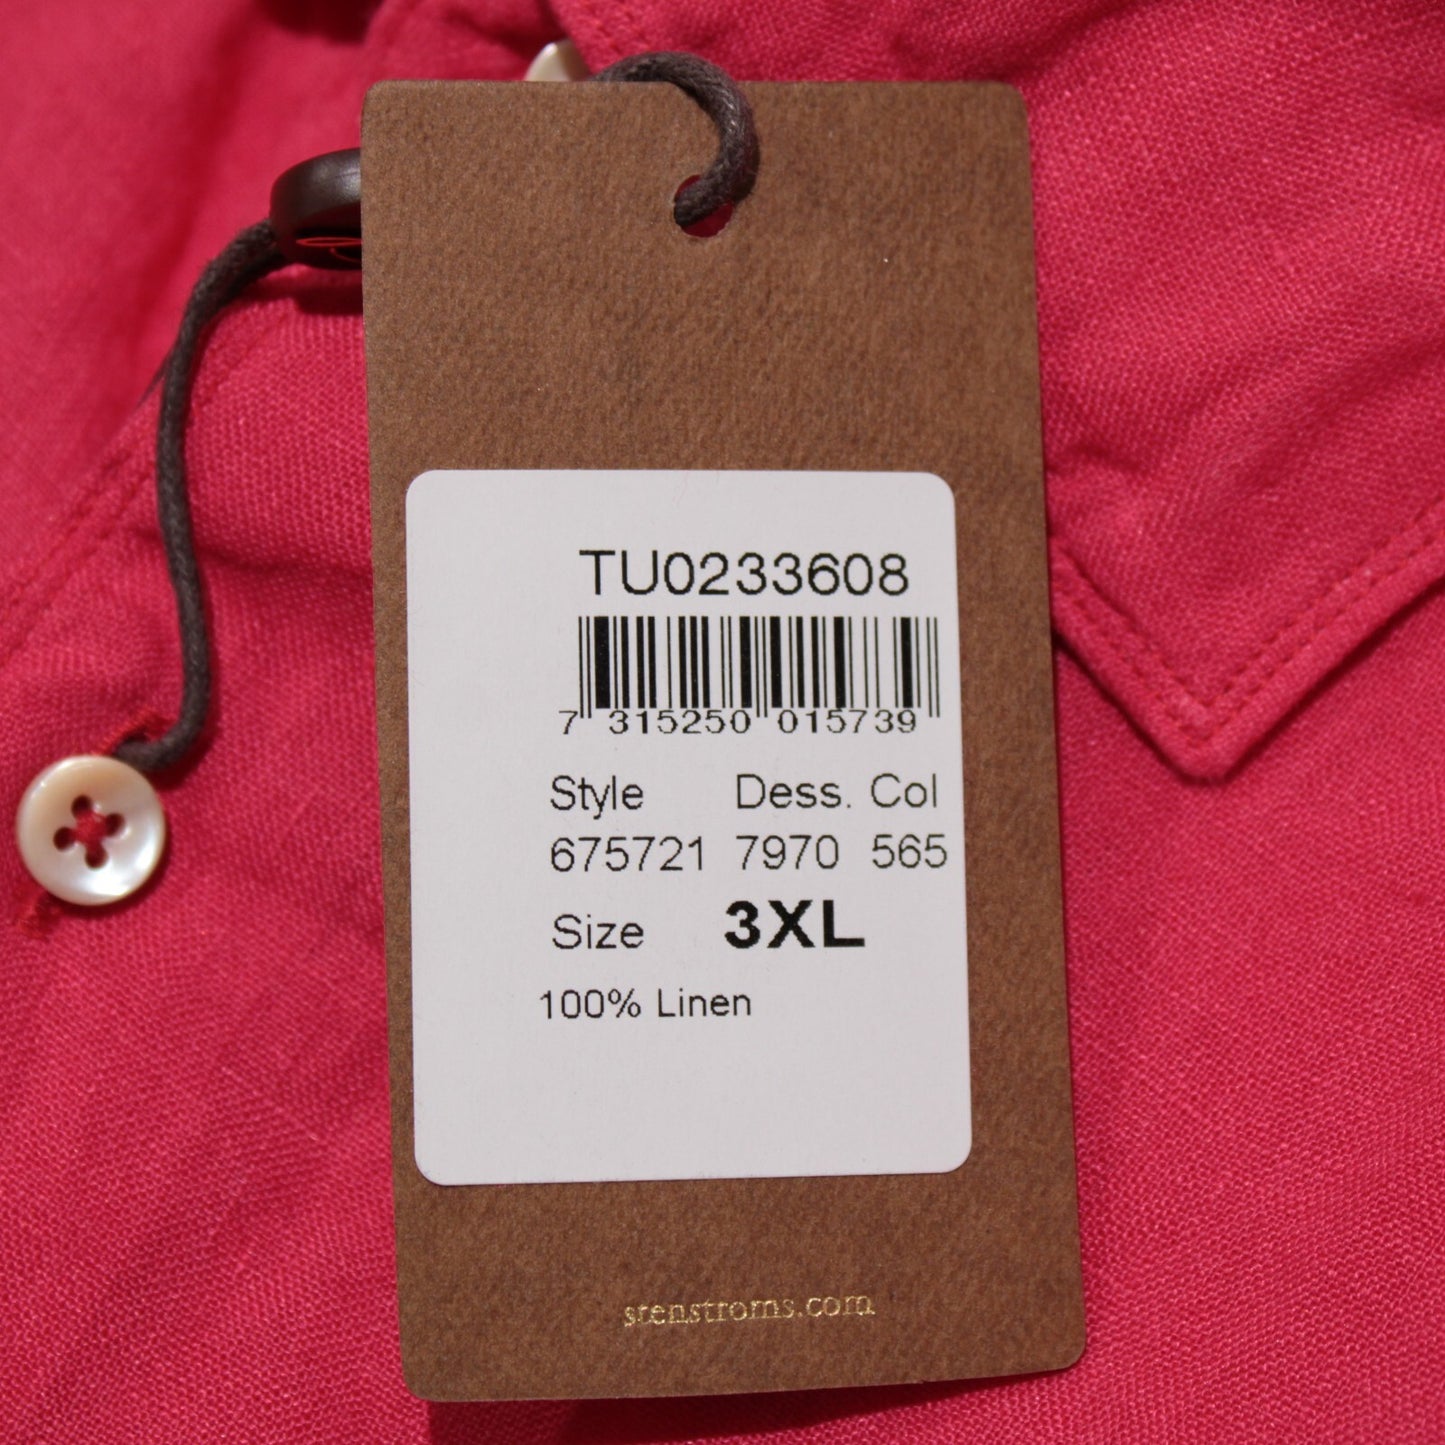 TU0233608
7 315250 015739
Style Dess. Col
675721 7970 565
Size 3XL
100% Linen
stenstroms.com